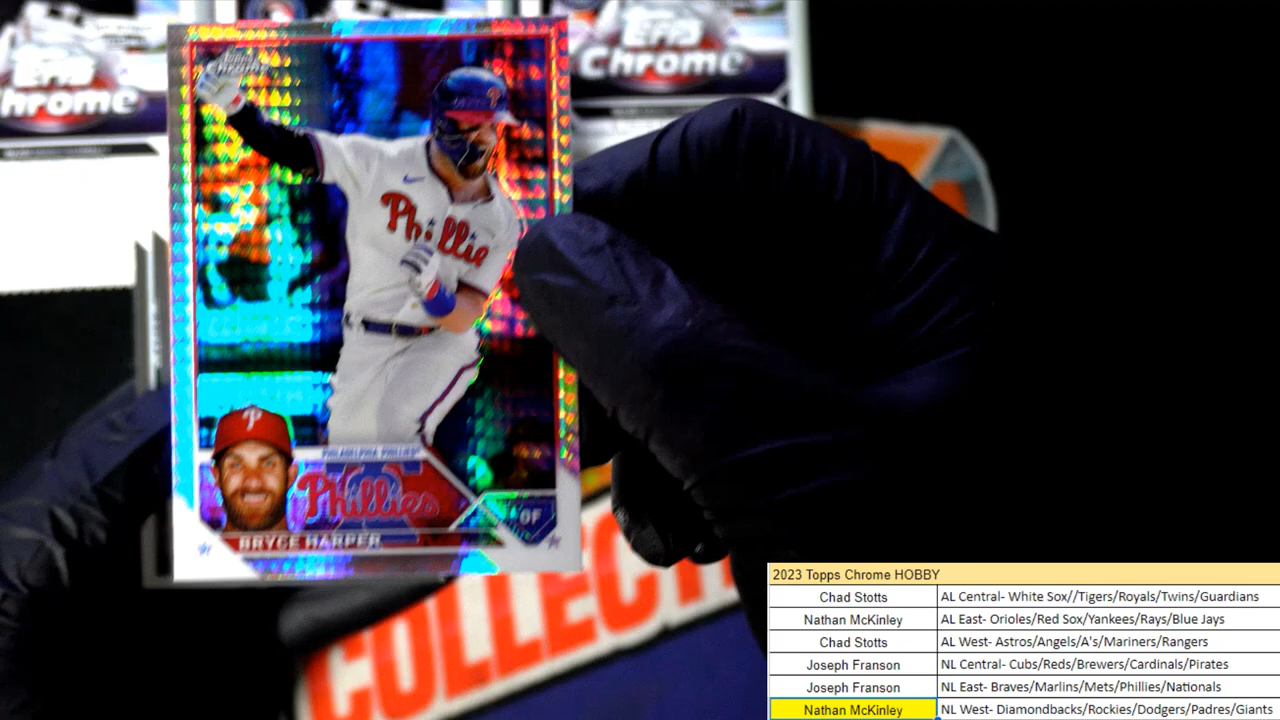 Chrome
Chrome
hrome
Topps
Chrome
Phillies
PHILADELPHIA PHILLIES
Phillies
OF
BRYCE HARPER
COLLECT
2023 Topps Chrome HOBBY
Chad Stotts AL Central- White Sox//Tigers/Royals/Twins/Guardians
Nathan McKinley AL East- Orioles/Red Sox/Yankees/Rays/Blue Jays
Chad Stotts AL West- Astros/Angels/A's/Mariners/Rangers
Joseph Franson NL Central- Cubs/Reds/Brewers/Cardinals/Pirates
Joseph Franson NL East- Braves/Marlins/Mets/Phillies/Nationals
Nathan McKinley NL West- Diamondbacks/Rockies/Dodgers/Padres/Giants